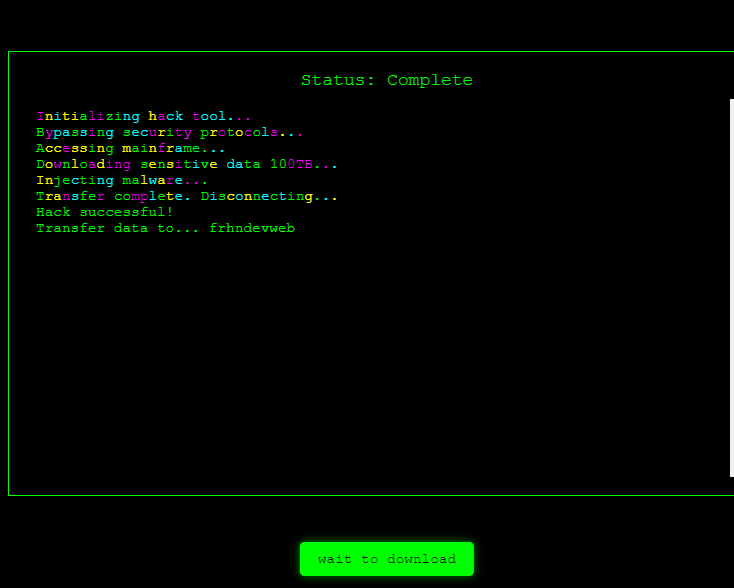 Status: Complete
Initializing hack tool...
Bypassing security protocols...
Accessing mainframe...
Downloading sensitive data 100TB...
Injecting malware...
Transfer complete. Disconnecting...
Hack successful!
Transfer data to... frhndevweb
wait to download